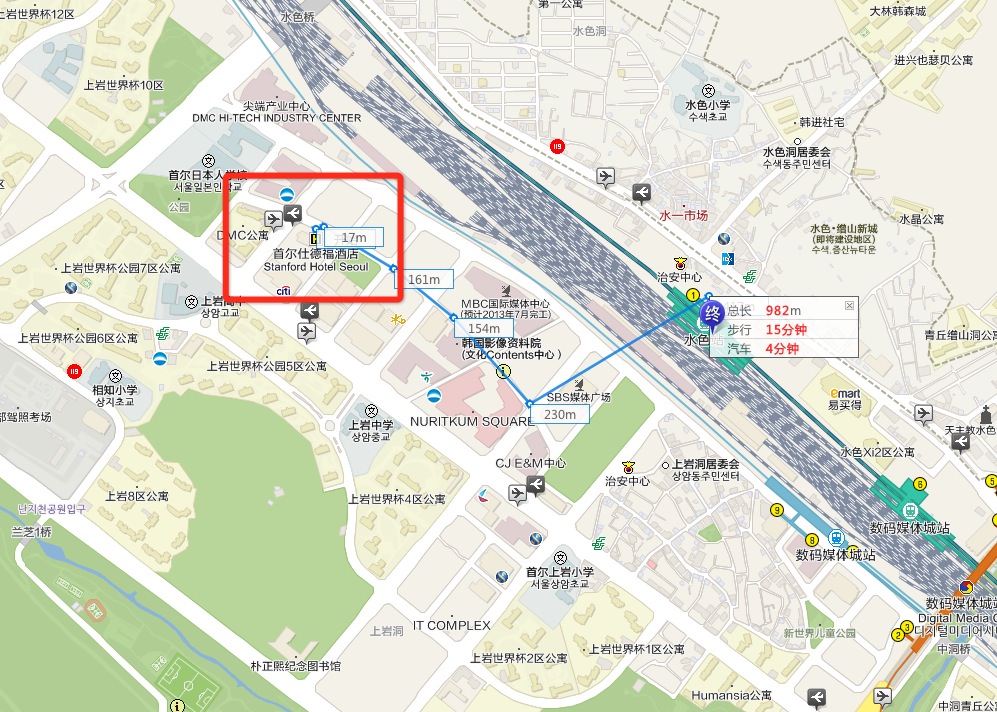 第一公寓
上岩世界杯12区
水色桥
水色洞
大林韩森城
进兴也瑟贝公寓
上岩世界杯10区
尖端产业中心
DMC HI-TECH INDUSTRY CENTER
水色小学
수색초교
韩进社宅
119
水色洞居委会
수색동주민센터
首尔日本人学校
서울일본인학교
公园
水一市场
水晶公寓
DMC公寓
17m
水色·缯山新城
(即将建设地区)
수색,증산뉴타운
首尔仕德福酒店
Stanford Hotel Seoul
上岩世界杯公园7区公寓
治安中心
161m
citi
上岩高中
상암고교
MBC国际媒体中心
(预计2013年7月完工)
1
终
总长 982m
步行 15分钟
汽车 4分钟
154m
韩国影像资料院
(文化Contents中心)
上岩世界杯公园6区公寓
水色站
青丘缯山公寓
119
上岩世界杯公园5区公寓
相知小学
상지초교
SBS媒体广场
emart
易买得
230m
NURITKUM SQUARE
部驾照考场
上岩中学
상암중교
天主教水色
水色Xi2区公寓
CJ E&M中心
上岩洞居委会
상암동주민센터
治安中心
6
5
上岩8区公寓
上岩世界杯4区公寓
난지천공원입구
兰芝1桥
9
数码媒体城站
8
数码媒体城站
首尔上岩小学
서울상암초교
数码媒体城站
Digital Media C
디지털미디어시
上岩洞
IT COMPLEX
新世界儿童公园
3
2
中洞桥
朴正熙纪念图书馆
上岩世界杯2区公寓
上岩世界杯1区公寓
Humansia公寓
中洞青丘公